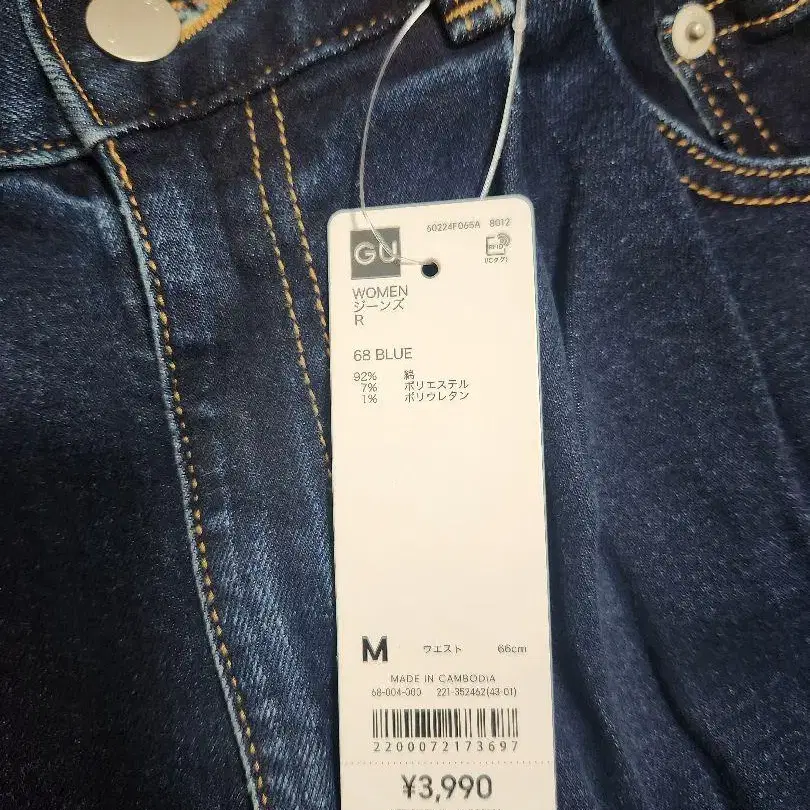 60224F065A 8012
GU
RFID
(ICタグ)
WOMEN
ジーンズ
R
68 BLUE
92% 綿
7% ポリエステル
1% ポリウレタン
M ウエスト 66cm
MADE IN CAMBODIA
68-004-000 221-352462(43-01)
2200072173697
¥3,990